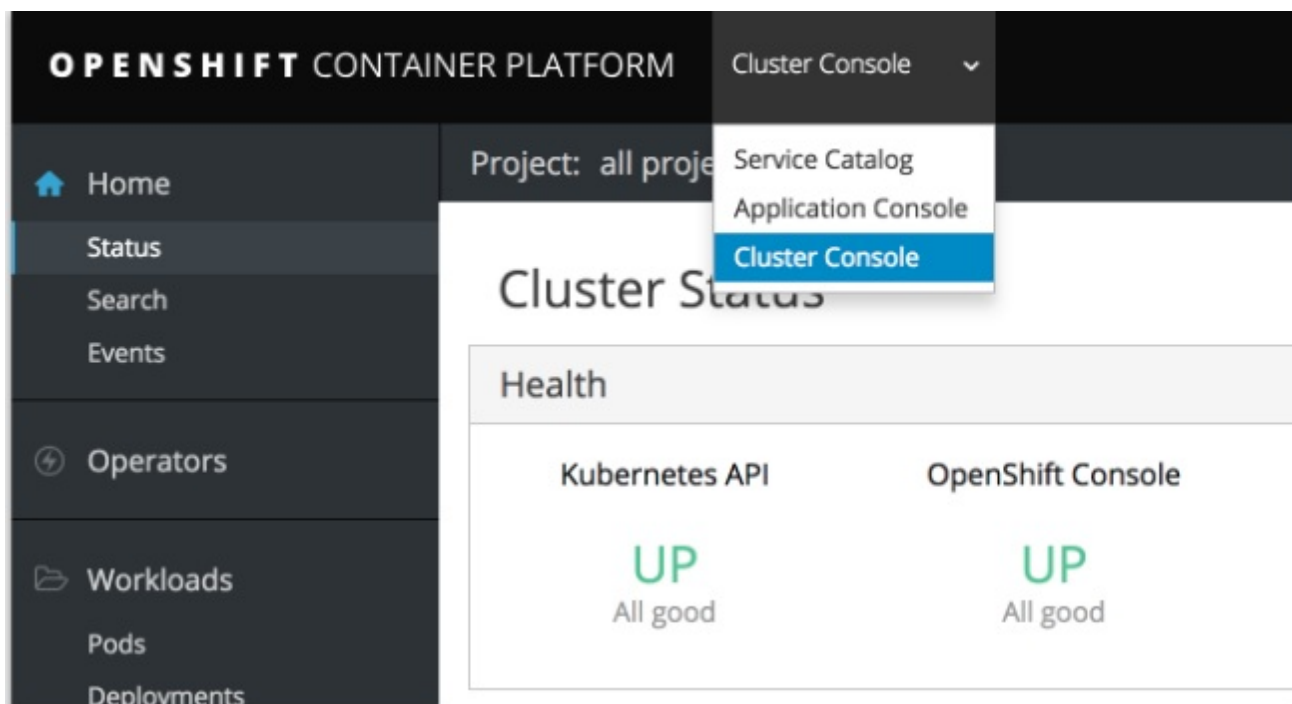 OPENSHIFT CONTAINER PLATFORM
Cluster Console
Service Catalog
Application Console
Cluster Console
Home
Status
Search
Events
Operators
Workloads
Pods
Deployments
Project: all proje
Cluster Status
Health
Kubernetes API
UP
All good
OpenShift Console
UP
All good